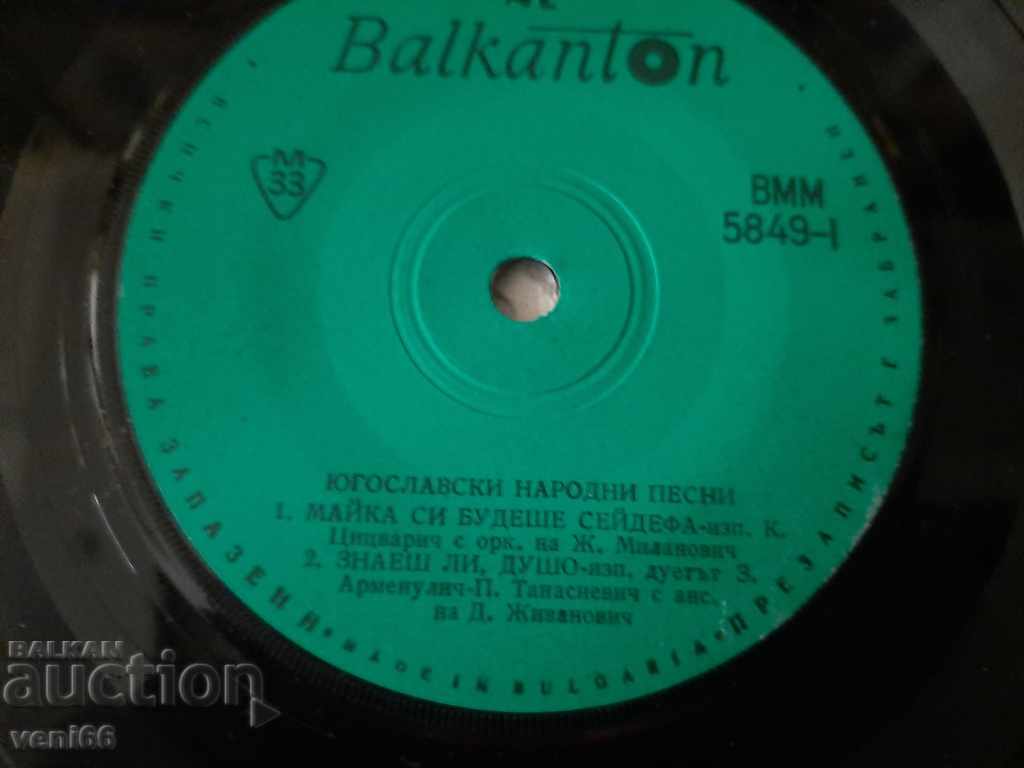 Balkanton
M
33
ВММ
5849-I
ЮГОСЛАВСКИ НАРОДНИ ПЕСНИ
1. МАЙКА СИ БУДЕШЕ СЕЙДЕФА-изп. К.
Цицварич с орк. на Ж. Миланович
2. ЗНАЕШ ЛИ, ДУШО-изп. дуетът З.
Арменулич-П. Танасиевич с анс.
на Д. Живанович
ВСИЧКИ ПРАВА ЗАПАЗЕНИ • MADE IN BULGARIA • ПРЕЗАПИСЪТ ЗАБРАНЕН
BALKAN
auction
veni66